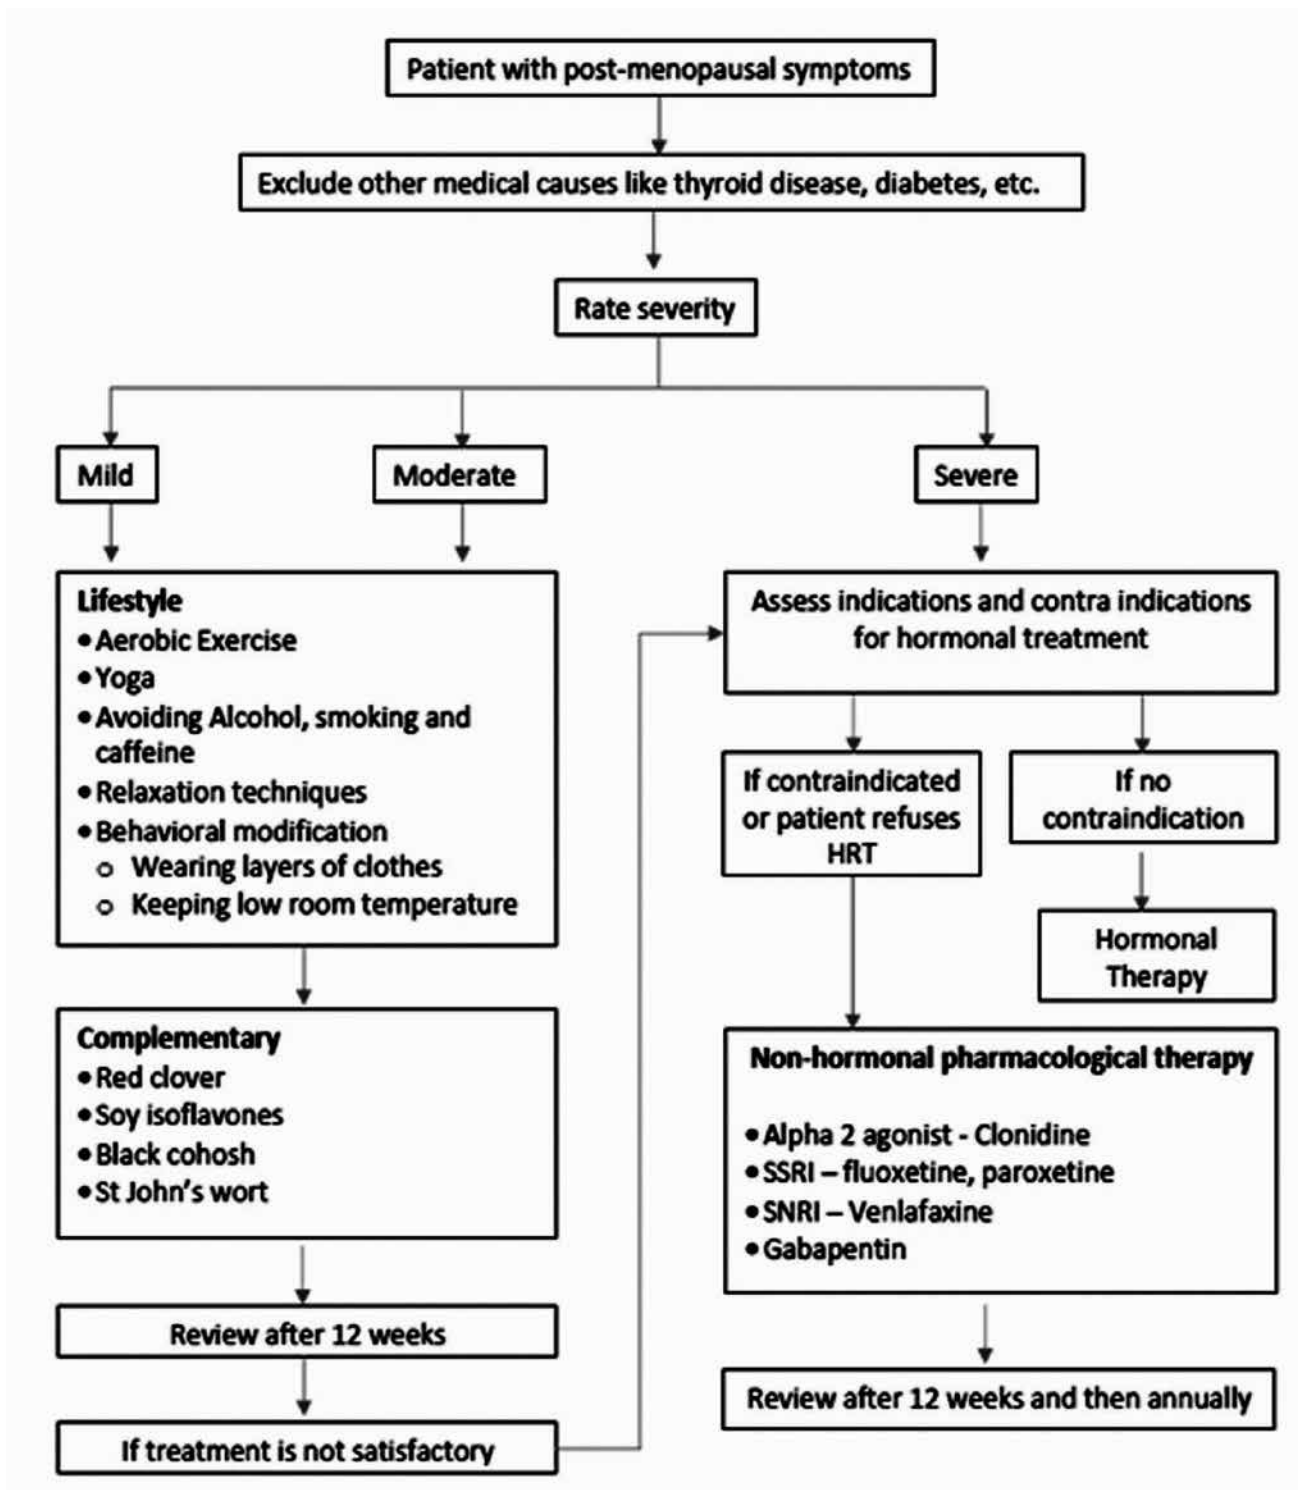 Patient with post-menopausal symptoms
Exclude other medical causes like thyroid disease, diabetes, etc.
Rate severity
Mild
Moderate
Severe
Lifestyle
•Aerobic Exercise
•Yoga
•Avoiding Alcohol, smoking and
caffeine
•Relaxation techniques
•Behavioral modification
o Wearing layers of clothes
o Keeping low room temperature
Complementary
•Red clover
•Soy isoflavones
•Black cohosh
•St John's wort
Review after 12 weeks
If treatment is not satisfactory
Assess indications and contra indications
for hormonal treatment
If contraindicated
or patient refuses
HRT
If no
contraindication
Hormonal
Therapy
Non-hormonal pharmacological therapy
•Alpha 2 agonist - Clonidine
•SSRI – fluoxetine, paroxetine
•SNRI – Venlafaxine
•Gabapentin
Review after 12 weeks and then annually